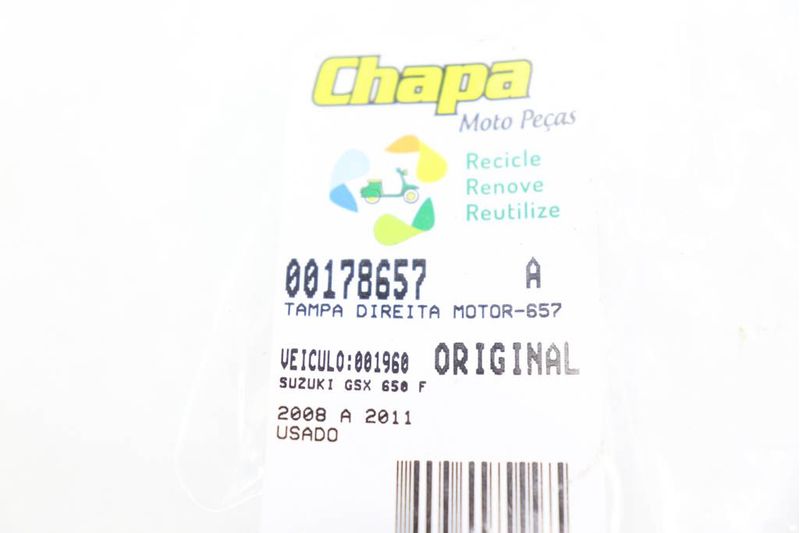 Chapa
Moto Peças
Recicle
Renove
Reutilize
00178657 A
TAMPA DIREITA MOTOR-657
VEICULO:001960 ORIGINAL
SUZUKI GSX 650 F
2008 A 2011
USADO